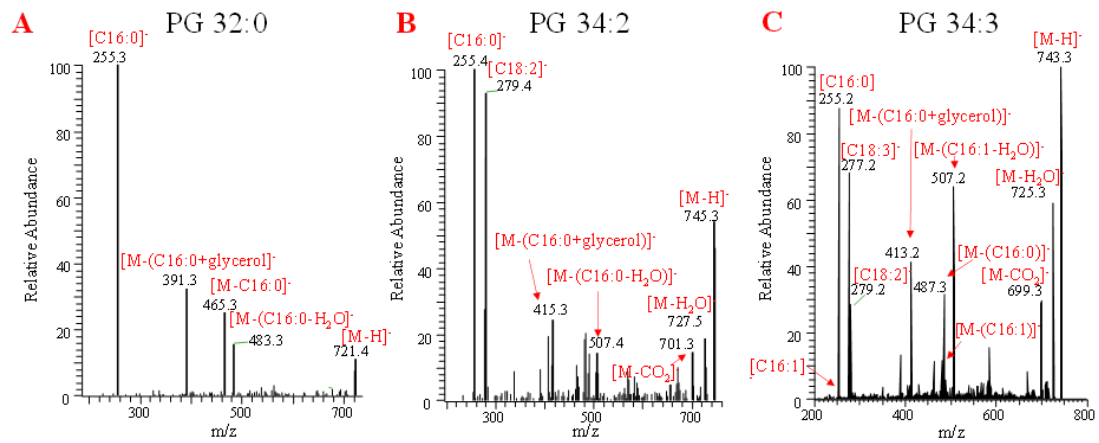 A PG 32:0
[C16:0]-
255.3
100
80
60
40
20
0
Relative Abundance
[M-(C16:0+glycerol]-
391.3
[M-C16:0]-
465.3
[M-(C16:0-H2O]-
483.3
[M-H]-
721.4
300
500
700
m/z
B PG 34:2
[C16:0]-
255.4
[C18:2]-
279.4
100
80
60
40
20
0
Relative Abundance
[M-(C16:0+glycerol)]-
415.3
[M-(C16:0-H2O)]-
507.4
[M-CO2]-
701.3
[M-H2O]-
727.5
[M-H]-
745.3
300
500
700
m/z
C PG 34:3
[C16:0]
255.2
[C18:3]-
277.2
[C18:2]
279.2
[C16:1]
100
80
60
40
20
0
Relative Abundance
[M-(C16:0+glycerol)]-
413.2
[M-(C16:1-H2O)]-
507.2
[M-(C16:0)]-
487.3
[M-(C16:1)]-
[M-CO2]-
699.3
[M-H2O]-
725.3
[M-H]-
743.3
200
400
600
800
m/z